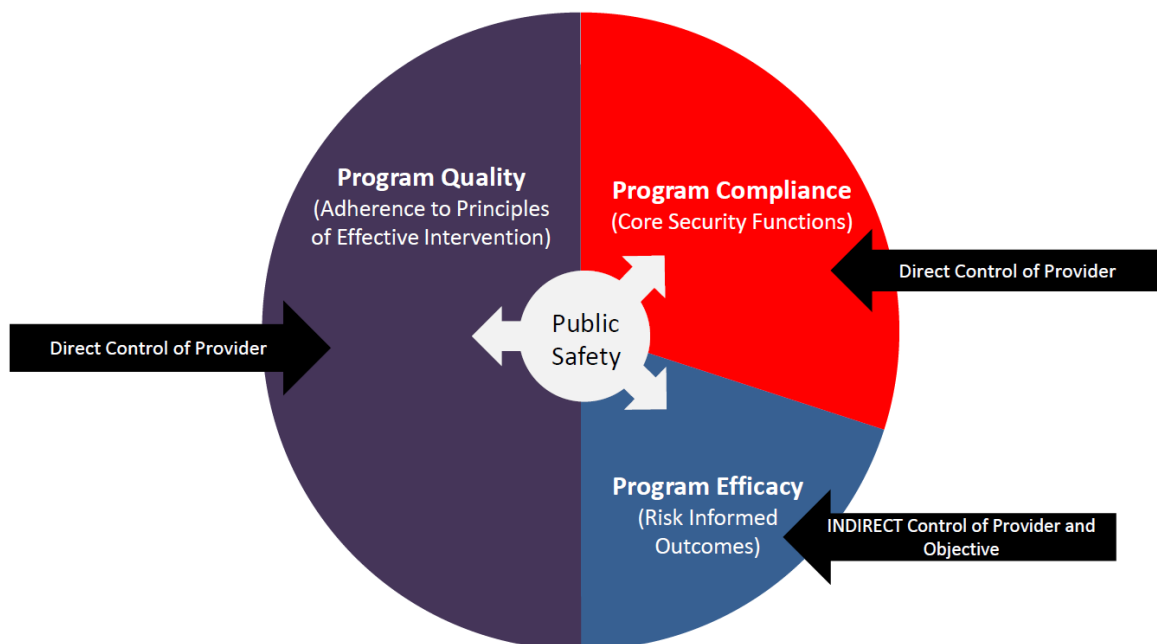 Program Quality
(Adherence to Principles
of Effective Intervention)
Program Compliance
(Core Security Functions)
Direct Control of Provider
Public
Safety
Direct Control of Provider
Program Efficacy
(Risk Informed
Outcomes)
INDIRECT Control of Provider and
Objective